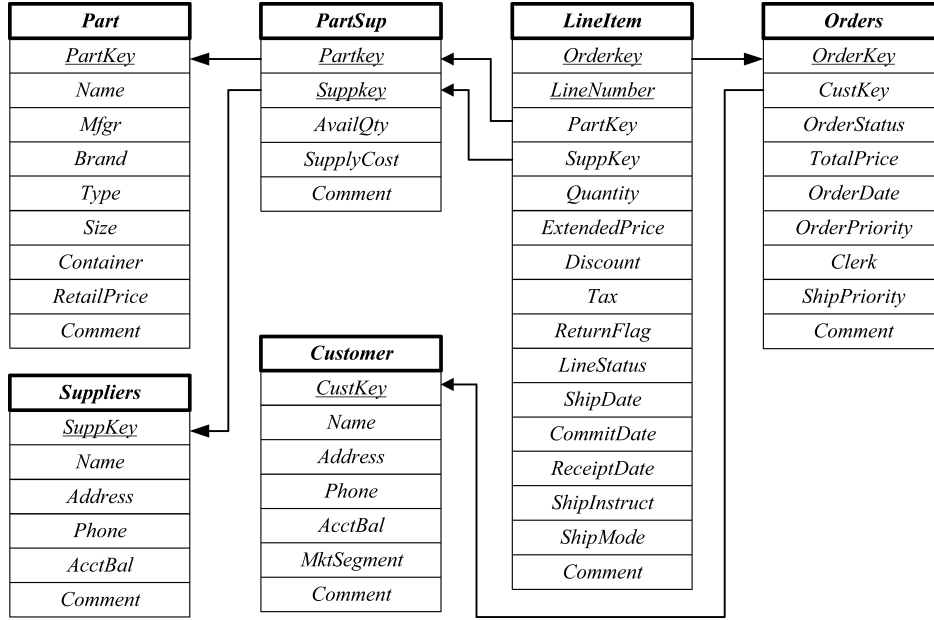 Part
PartKey
Name
Mfgr
Brand
Type
Size
Container
RetailPrice
Comment
Suppliers
SuppKey
Name
Address
Phone
AcctBal
Comment
PartSup
Partkey
Suppkey
AvailQty
SupplyCost
Comment
Customer
CustKey
Name
Address
Phone
AcctBal
MktSegment
Comment
LineItem
Orderkey
LineNumber
PartKey
SuppKey
Quantity
ExtendedPrice
Discount
Tax
ReturnFlag
LineStatus
ShipDate
CommitDate
ReceiptDate
ShipInstruct
ShipMode
Comment
Orders
OrderKey
CustKey
OrderStatus
TotalPrice
OrderDate
OrderPriority
Clerk
ShipPriority
Comment